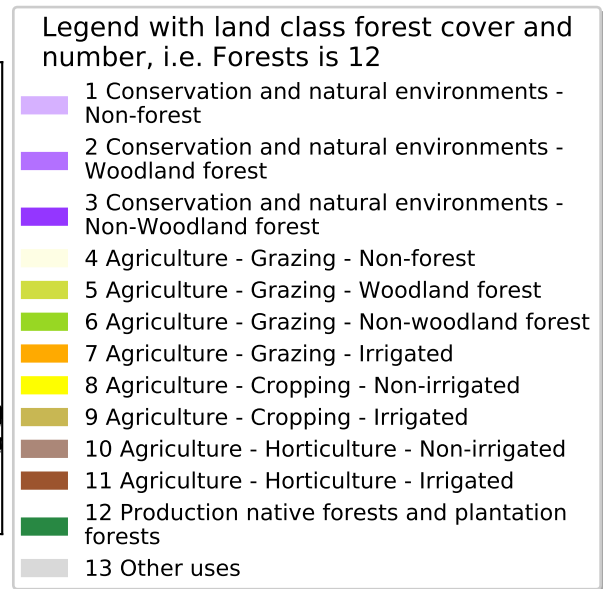 Legend with land class forest cover and
number, i.e. Forests is 12
1 Conservation and natural environments -
Non-forest
2 Conservation and natural environments -
Woodland forest
3 Conservation and natural environments -
Non-Woodland forest
4 Agriculture - Grazing - Non-forest
5 Agriculture - Grazing - Woodland forest
6 Agriculture - Grazing - Non-woodland forest
7 Agriculture - Grazing - Irrigated
8 Agriculture - Cropping - Non-irrigated
9 Agriculture - Cropping - Irrigated
10 Agriculture - Horticulture - Non-irrigated
11 Agriculture - Horticulture - Irrigated
12 Production native forests and plantation
forests
13 Other uses